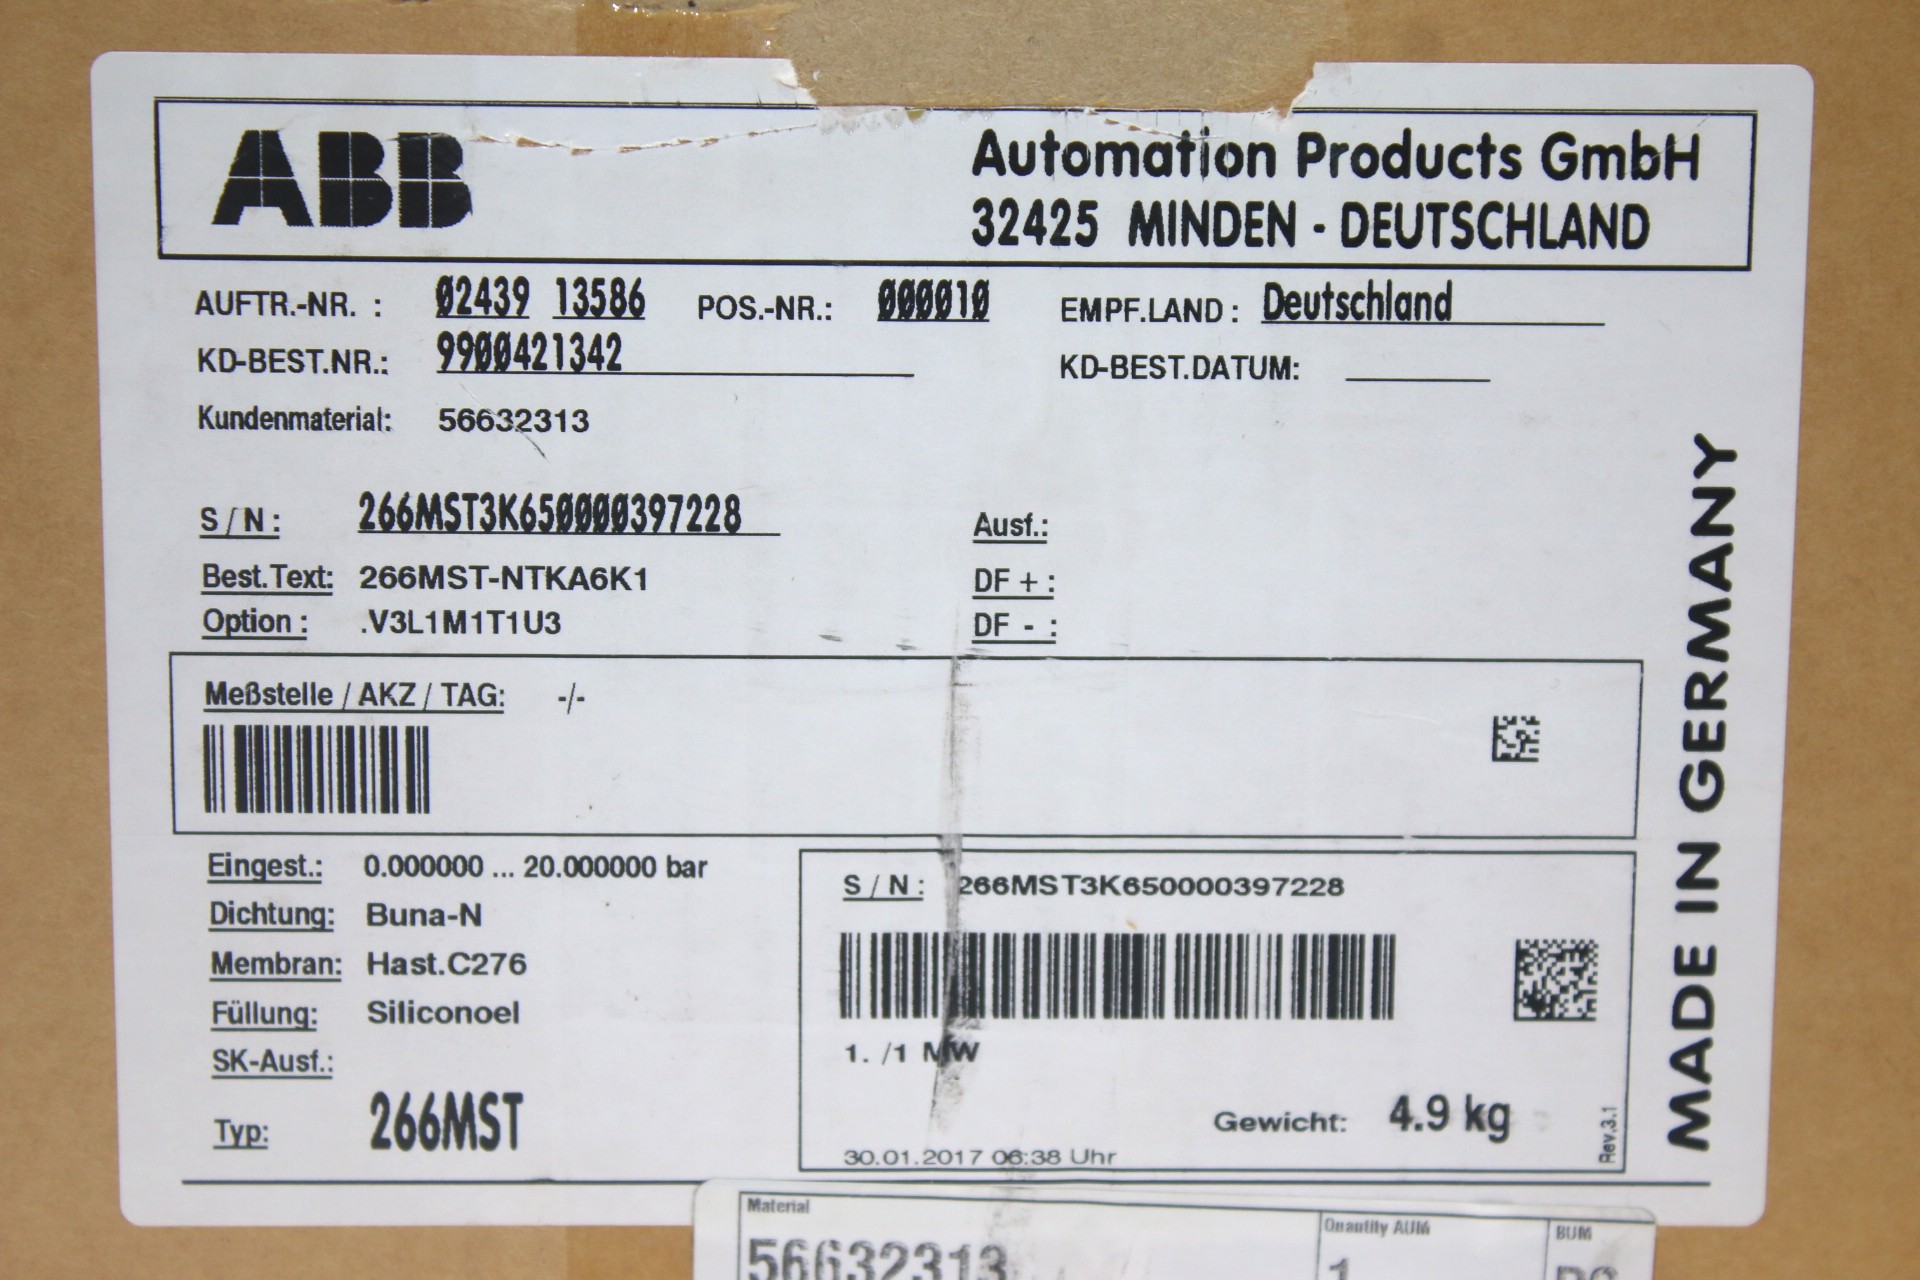 ABB
Automation Products GmbH
32425 MINDEN - DEUTSCHLAND
AUFTR.-NR. : 02439 13586 POS.-NR.: 000010 EMPF.LAND : Deutschland
KD-BEST.NR.: 9900421342 KD-BEST.DATUM:
Kundenmaterial: 56632313
S/N: 266MST3K650000397228 Ausf.:
Best.Text: 266MST-NTKA6K1 DF + :
Option : .V3L1M1T1U3 DF - :
Meßstelle / AKZ / TAG: -/-
MADE IN GERMANY
Eingest.: 0.000000 ... 20.000000 bar
Dichtung: Buna-N
Membran: Hast.C276
Füllung: Siliconoel
SK-Ausf.:
Typ: 266MST
S/N: 266MST3K650000397228
1. /1 MW
Gewicht: 4.9 kg
30.01.2017 06:38 Uhr
Rev.3.1
Material Quantity AUM BUM
56632313 1